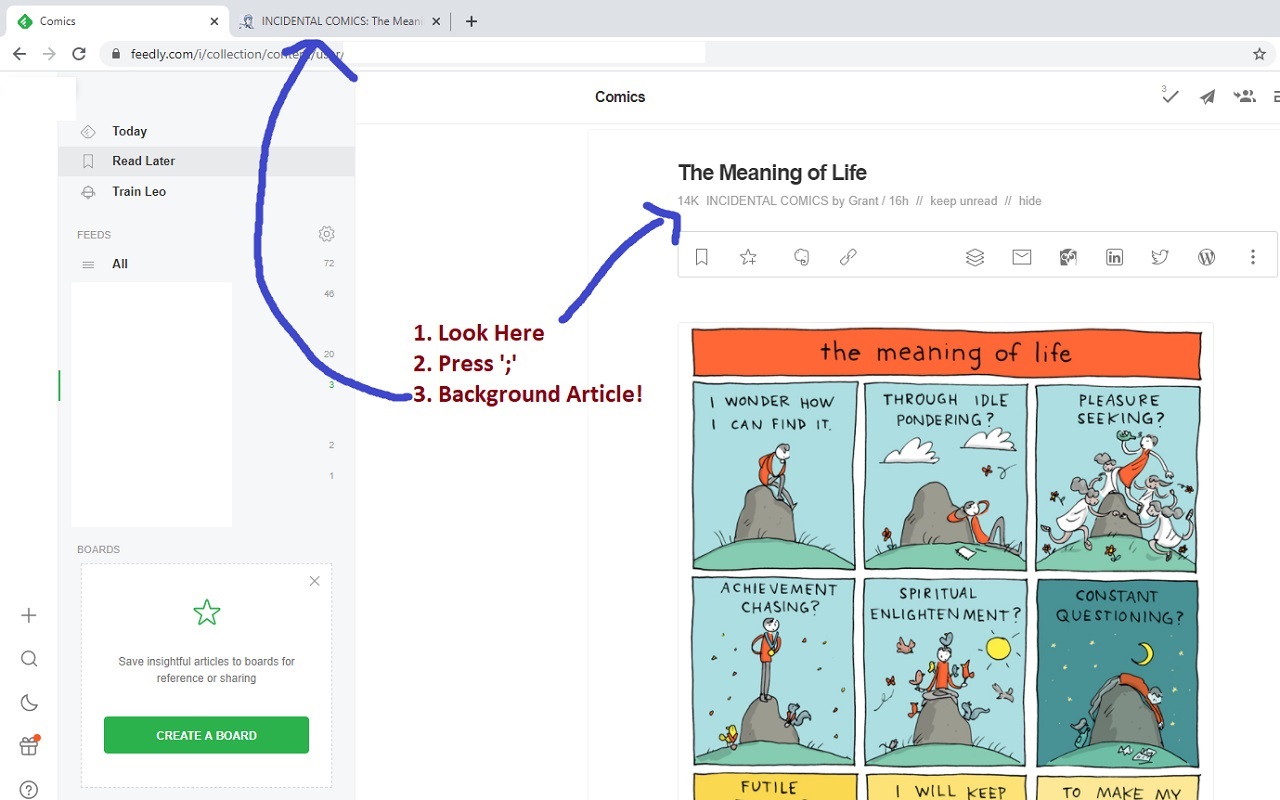 Comics
INCIDENTAL COMICS: The Meani
feedly.com/i/collection/content/user/
Comics
3
Today
Read Later
Train Leo
FEEDS
All 72
46
20
3
2
1
BOARDS
Save insightful articles to boards for
reference or sharing
CREATE A BOARD
The Meaning of Life
14K INCIDENTAL COMICS by Grant / 16h // keep unread // hide
in
1. Look Here
2. Press ';'
3. Background Article!
the meaning of life
I WONDER HOW
I CAN FIND IT.
THROUGH IDLE
PONDERING?
PLEASURE
SEEKING?
ACHIEVEMENT
CHASING?
SPIRITUAL
ENLIGHTENMENT?
CONSTANT
QUESTIONING?
FUTILE
I WILL KEEP
TO MAKE MY